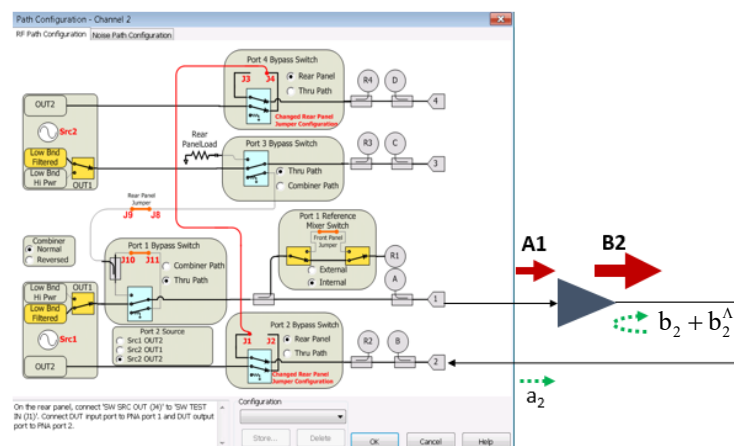 Path Configuration - Channel 2
RF Path Configuration
Noise Path Configuration
Port 4 Bypass Switch
J3
J4
Rear Panel
Thru Path
Changed Rear Panel
Jumper Configuration
R4
D
4
OUT2
Src2
Low Bnd
Filtered
Low Bnd
Hi Pwr
OUT1
Rear
PanelLoad
Port 3 Bypass Switch
Thru Path
Combiner Path
R3
C
3
Rear Panel
Jumper
J9
J8
Port 1 Reference
Mixer Switch
Front Panel
Jumper
External
Internal
R1
A
1
Combiner
Normal
Reversed
Port 1 Bypass Switch
J10
J11
Combiner Path
Thru Path
Low Bnd
Hi Pwr
OUT1
Low Bnd
Filtered
Src1
OUT2
Port 2 Source
Src1 OUT2
Src2 OUT1
Src2 OUT2
Port 2 Bypass Switch
J1
J2
Rear Panel
Thru Path
Changed Rear Panel
Jumper Configuration
R2
B
2
A1
B2
b2 + b2^Λ
a2
On the rear panel, connect 'SW SRC OUT (J4)' to 'SW TEST
IN (J1)'. Connect DUT input port to PNA port 1 and DUT output
port to PNA port 2.
Configuration
Store...
Delete
OK
Cancel
Help